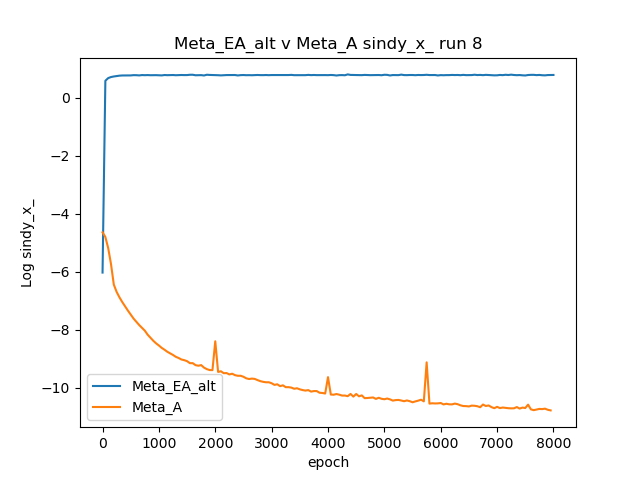 Meta_EA_alt v Meta_A sindy_x_ run 8
Log sindy_x_
0
−2
−4
−6
−8
−10
Meta_EA_alt
Meta_A
0 1000 2000 3000 4000 5000 6000 7000 8000
epoch